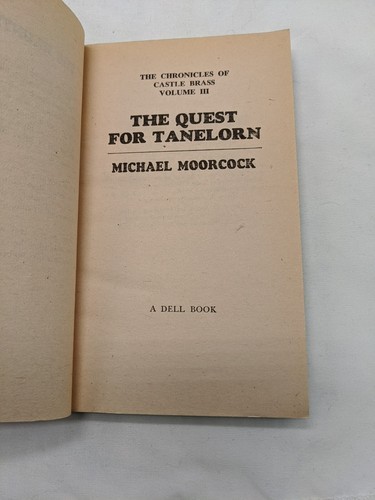 THE CHRONICLES OF
CASTLE BRASS
VOLUME III
THE QUEST
FOR TANELORN
MICHAEL MOORCOCK
A DELL BOOK